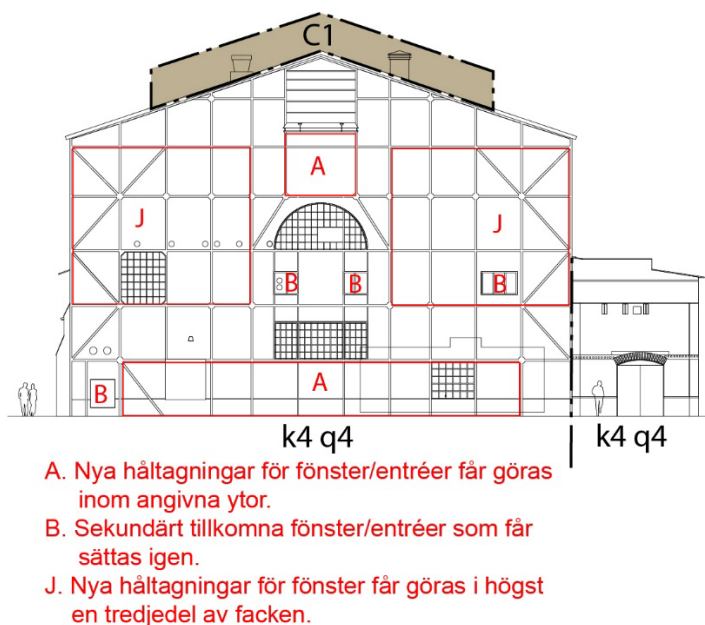 C1
A
J
J
B
B
B
A
B
k4 q4
k4 q4
A. Nya håltagningar för fönster/entréer får göras
inom angivna ytor.
B. Sekundärt tillkomna fönster/entréer som får
sättas igen.
J. Nya håltagningar för fönster får göras i högst
en tredjedel av facken.